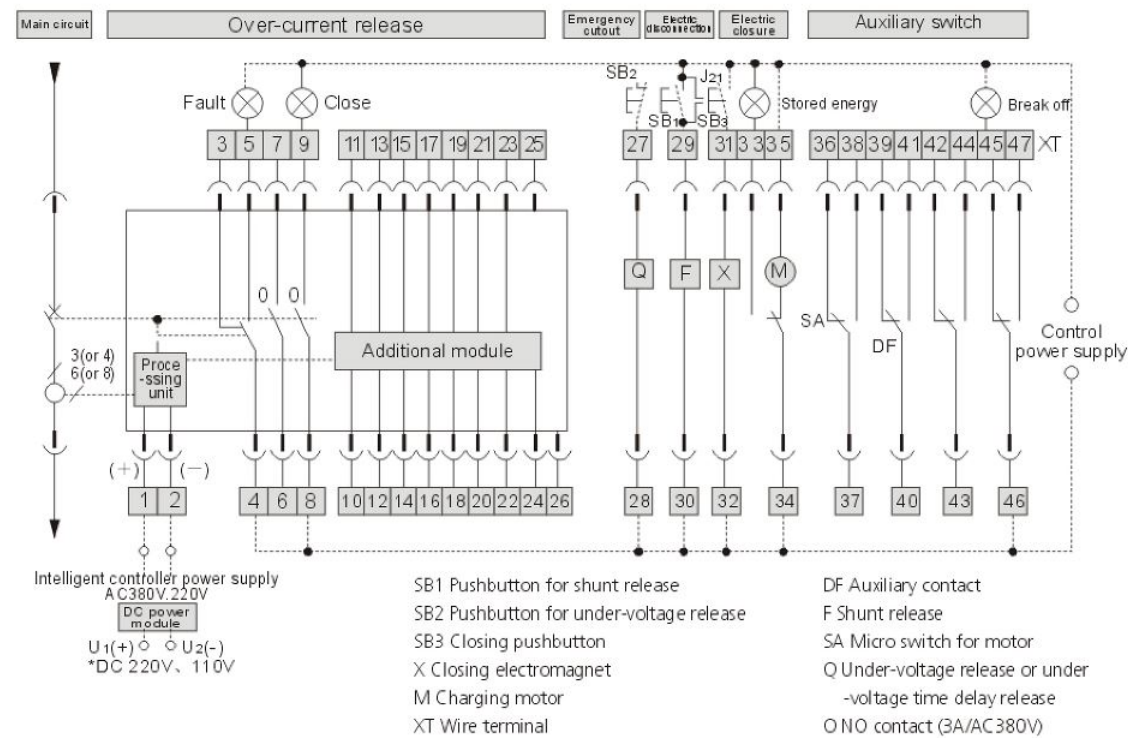 Main circuit
Over-current release
Emergency
cutout
Electric
disconnection
Electric
closure
Auxiliary switch
SB2
J21
Fault
Close
SB1
SB3
Stored energy
Break off
3 5 7 9
11 13 15 17 19 21 23 25
27
29
31 3 3 35
36 38 39 41 42 44 45 47
XT
Q
F
X
M
0
0
SA
DF
Control
power supply
Additional module
3(or 4)
6(or 8)
Proce
-ssing
unit
(+)
(−)
1 2
4 6 8
10 12 14 16 18 20 22 24 26
28
30
32
34
37
40
43
46
Intelligent controller power supply
AC380V.220V
DC power
module
U1(+)
U2(-)
*DC 220V、110V
SB1 Pushbutton for shunt release
SB2 Pushbutton for under-voltage release
SB3 Closing pushbutton
X Closing electromagnet
M Charging motor
XT Wire terminal
DF Auxiliary contact
F Shunt release
SA Micro switch for motor
Q Under-voltage release or under
-voltage time delay release
O NO contact (3A/AC380V)